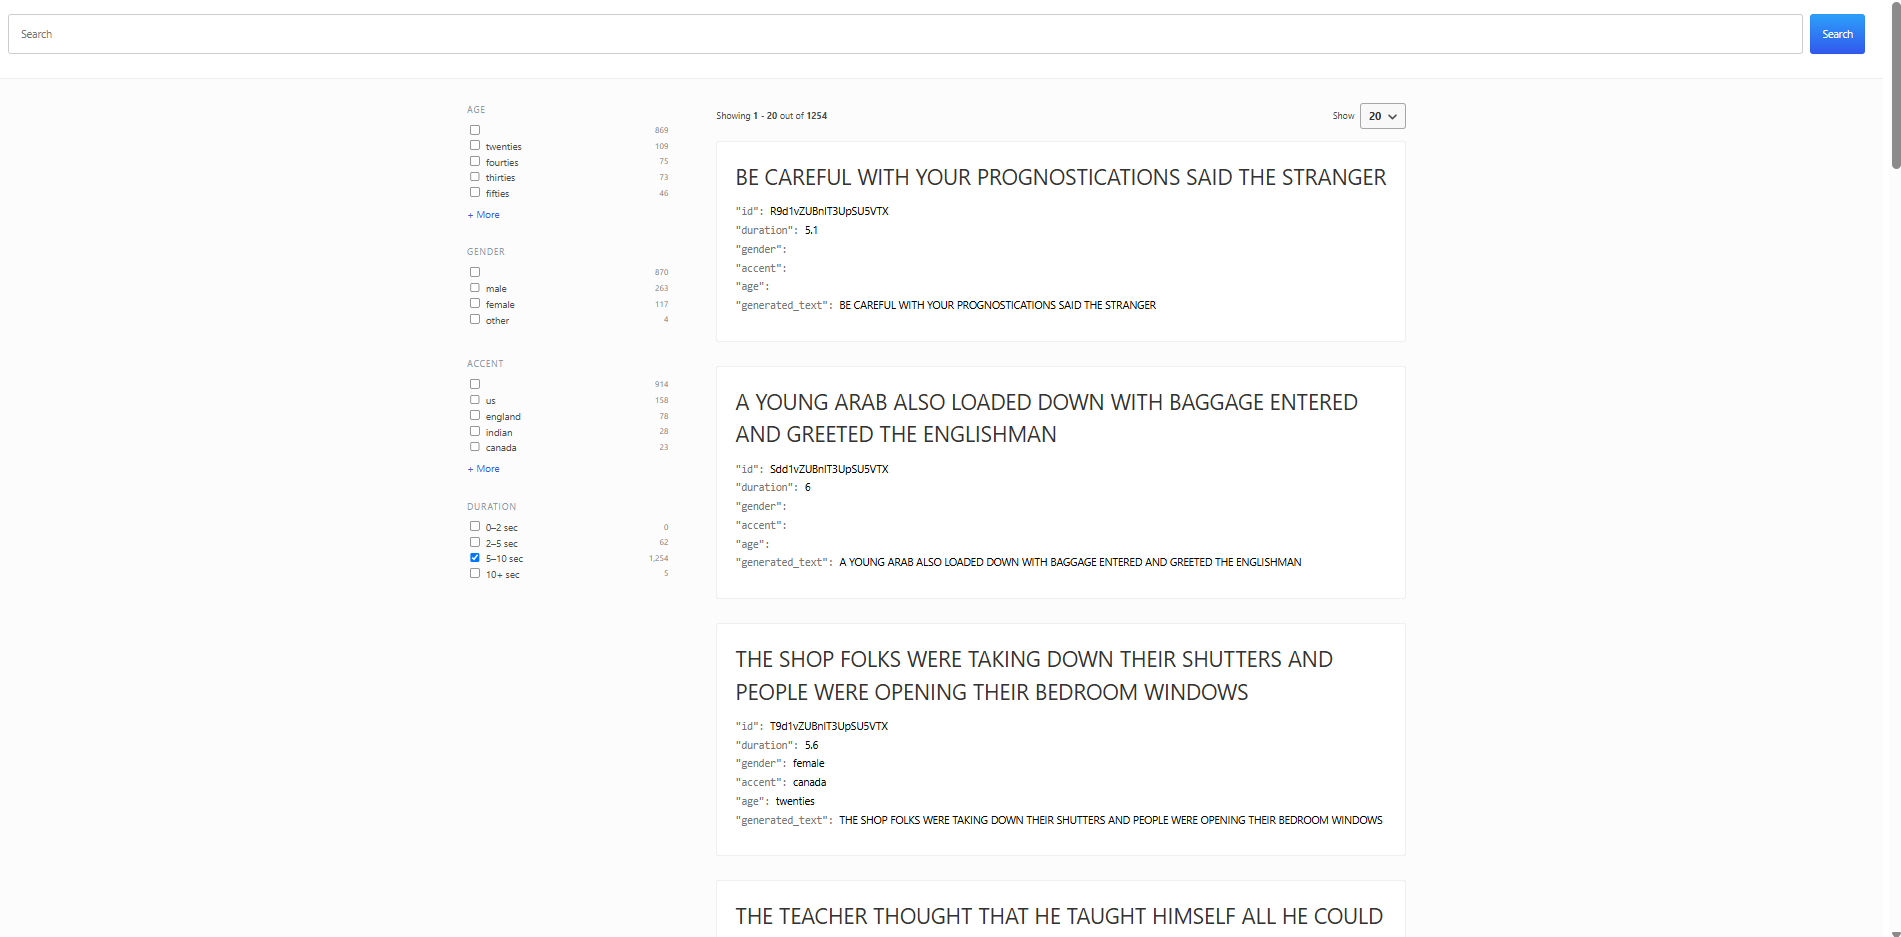 Search
Search
AGE
869
twenties 109
fourties 75
thirties 73
fifties 46
+ More
GENDER
870
male 263
female 117
other 4
ACCENT
914
us 158
england 78
indian 28
canada 23
+ More
DURATION
0–2 sec 0
2–5 sec 62
5–10 sec 1,254
10+ sec 5
Showing 1 - 20 out of 1254
Show 20
BE CAREFUL WITH YOUR PROGNOSTICATIONS SAID THE STRANGER
"id": R9d1vZUBnIT3UpSU5VTX
"duration": 5.1
"gender":
"accent":
"age":
"generated_text": BE CAREFUL WITH YOUR PROGNOSTICATIONS SAID THE STRANGER
A YOUNG ARAB ALSO LOADED DOWN WITH BAGGAGE ENTERED
AND GREETED THE ENGLISHMAN
"id": Sdd1vZUBnIT3UpSU5VTX
"duration": 6
"gender":
"accent":
"age":
"generated_text": A YOUNG ARAB ALSO LOADED DOWN WITH BAGGAGE ENTERED AND GREETED THE ENGLISHMAN
THE SHOP FOLKS WERE TAKING DOWN THEIR SHUTTERS AND
PEOPLE WERE OPENING THEIR BEDROOM WINDOWS
"id": T9d1vZUBnIT3UpSU5VTX
"duration": 5.6
"gender": female
"accent": canada
"age": twenties
"generated_text": THE SHOP FOLKS WERE TAKING DOWN THEIR SHUTTERS AND PEOPLE WERE OPENING THEIR BEDROOM WINDOWS
THE TEACHER THOUGHT THAT HE TAUGHT HIMSELF ALL HE COULD